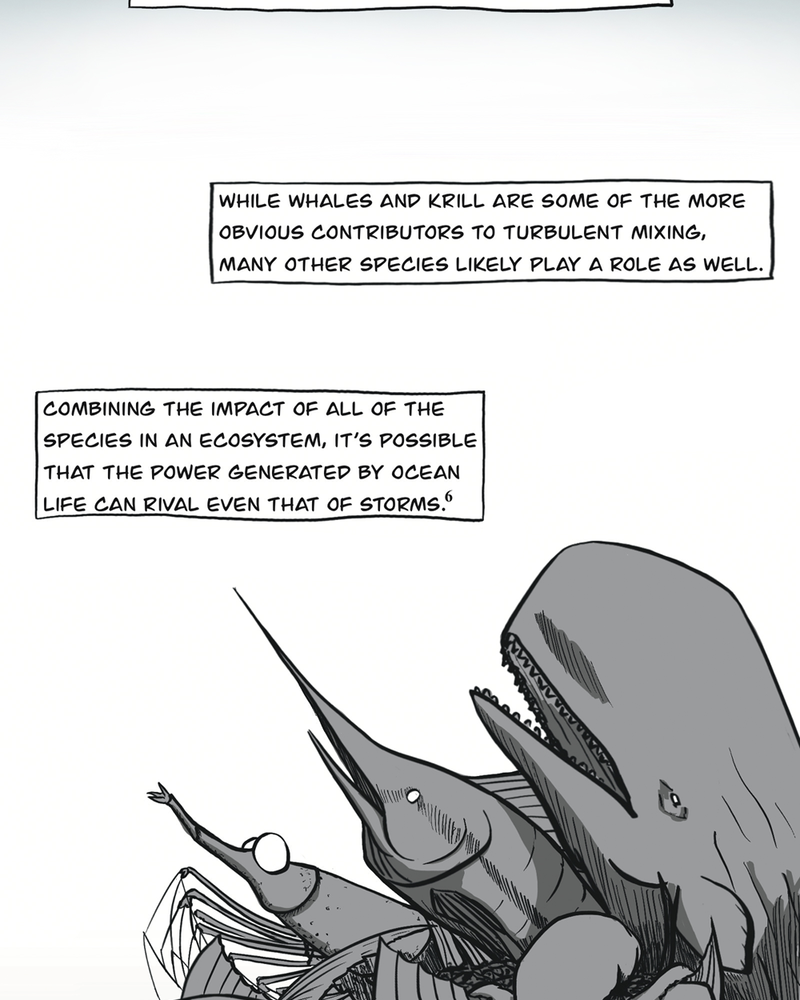 WHILE WHALES AND KRILL ARE SOME OF THE MORE
OBVIOUS CONTRIBUTORS TO TURBULENT MIXING,
MANY OTHER SPECIES LIKELY PLAY A ROLE AS WELL.
COMBINING THE IMPACT OF ALL OF THE
SPECIES IN AN ECOSYSTEM, IT'S POSSIBLE
THAT THE POWER GENERATED BY OCEAN
LIFE CAN RIVAL EVEN THAT OF STORMS.6